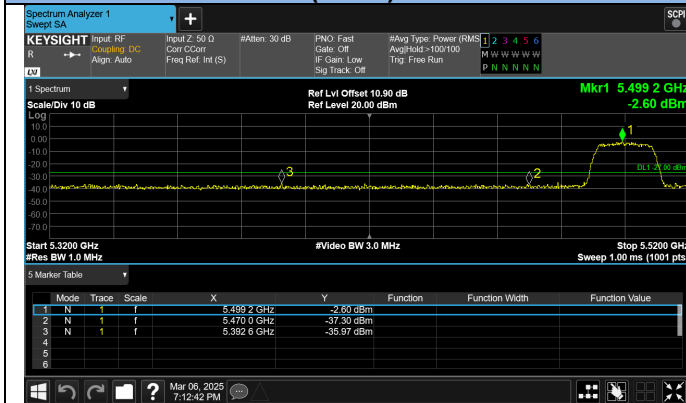 Spectrum Analyzer 1
Swept SA
+
SCPI
KEYSIGHT Input: RF Input Z: 50 Ω #Atten: 30 dB PNO: Fast #Avg Type: Power (RMS 1 2 3 4 5 6
R Coupling: DC Corr CCorr Gate: Off Avg|Hold:>100/100 M W W W W W
Align: Auto Freq Ref: Int (S) IF Gain: Low Trig: Free Run
LXI Sig Track: Off P N N N N N
1 Spectrum Ref Lvl Offset 10.90 dB Mkr1 5.499 2 GHz
Scale/Div 10 dB Ref Level 20.00 dBm -2.60 dBm
Log
10.0
0.00
-10.0
-20.0
-30.0
-40.0
-50.0
-60.0
-70.0
1
2
3
DL1 -27.00 dBm
Start 5.3200 GHz #Video BW 3.0 MHz Stop 5.5200 GHz
#Res BW 1.0 MHz Sweep 1.00 ms (1001 pts)
5 Marker Table
Mode Trace Scale X Y Function Function Width Function Value
1 N 1 f 5.499 2 GHz -2.60 dBm
2 N 1 f 5.470 0 GHz -37.30 dBm
3 N 1 f 5.392 6 GHz -35.97 dBm
4
5
6
?
Mar 06, 2025
7:12:42 PM